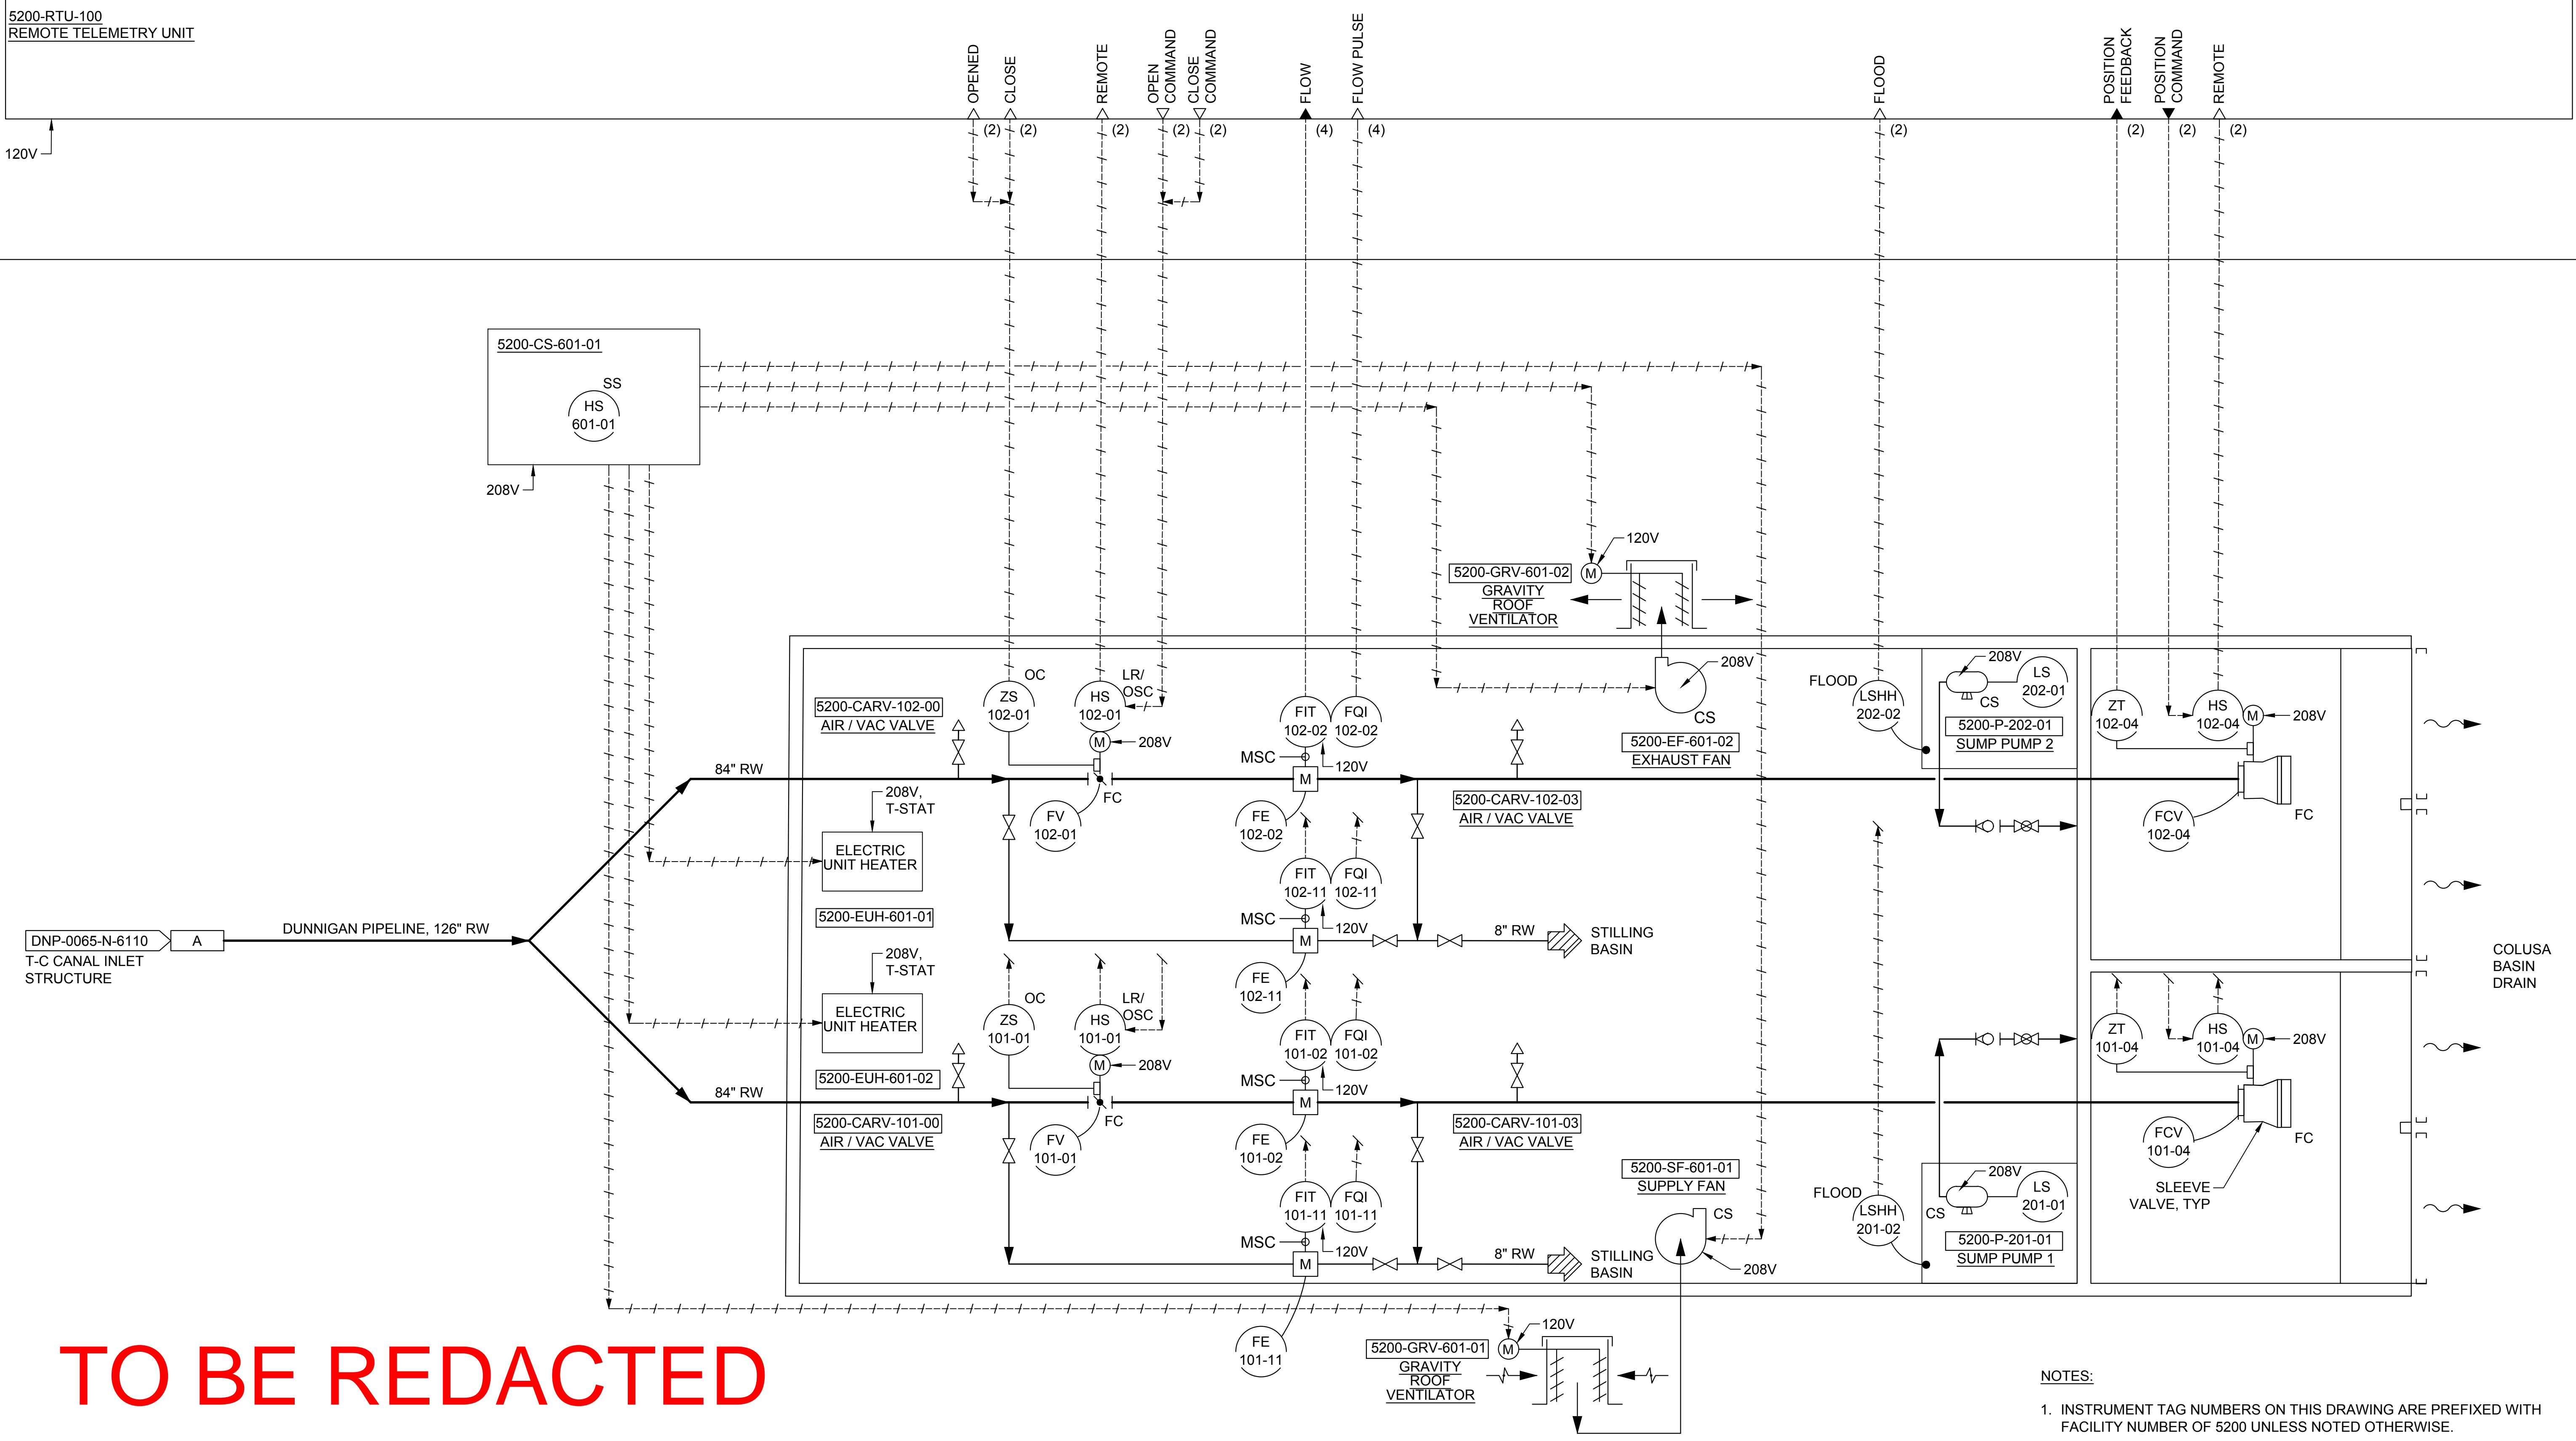 5200-RTU-100
REMOTE TELEMETRY UNIT
OPENED
CLOSE
REMOTE
OPEN
COMMAND
CLOSE
COMMAND
FLOW
FLOW PULSE
FLOOD
POSITION
FEEDBACK
POSITION
COMMAND
REMOTE
(2)
(2)
(2)
(2)
(2)
(4)
(4)
(2)
(2)
(2)
(2)
120V
5200-CS-601-01
SS
HS
601-01
208V
120V
5200-GRV-601-02
M
GRAVITY
ROOF
VENTILATOR
208V
CS
5200-EF-601-02
EXHAUST FAN
5200-CARV-102-00
AIR / VAC VALVE
OC
ZS
102-01
HS
102-01
LR/
OSC
M
208V
FIT
102-02
FQI
102-02
MSC
120V
M
FLOOD
LSHH
202-02
208V
LS
202-01
CS
5200-P-202-01
SUMP PUMP 2
ZT
102-04
HS
102-04
M
208V
84" RW
FC
FV
102-01
FE
102-02
5200-CARV-102-03
AIR / VAC VALVE
FCV
102-04
FC
208V,
T-STAT
ELECTRIC
UNIT HEATER
5200-EUH-601-01
FIT
102-11
FQI
102-11
MSC
120V
M
8" RW
STILLING
BASIN
FE
102-11
DNP-0065-N-6110
A
T-C CANAL INLET
STRUCTURE
DUNNIGAN PIPELINE, 126" RW
COLUSA
BASIN
DRAIN
208V,
T-STAT
ELECTRIC
UNIT HEATER
5200-EUH-601-02
OC
ZS
101-01
HS
101-01
LR/
OSC
M
208V
FIT
101-02
FQI
101-02
MSC
120V
M
ZT
101-04
HS
101-04
M
208V
84" RW
5200-CARV-101-00
AIR / VAC VALVE
FC
FV
101-01
FE
101-02
5200-CARV-101-03
AIR / VAC VALVE
FCV
101-04
FC
SLEEVE
VALVE, TYP
5200-SF-601-01
SUPPLY FAN
CS
208V
FLOOD
LSHH
201-02
208V
LS
201-01
CS
5200-P-201-01
SUMP PUMP 1
FIT
101-11
FQI
101-11
MSC
120V
M
8" RW
STILLING
BASIN
FE
101-11
120V
5200-GRV-601-01
M
GRAVITY
ROOF
VENTILATOR
TO BE REDACTED
NOTES:
1. INSTRUMENT TAG NUMBERS ON THIS DRAWING ARE PREFIXED WITH
FACILITY NUMBER OF 5200 UNLESS NOTED OTHERWISE.